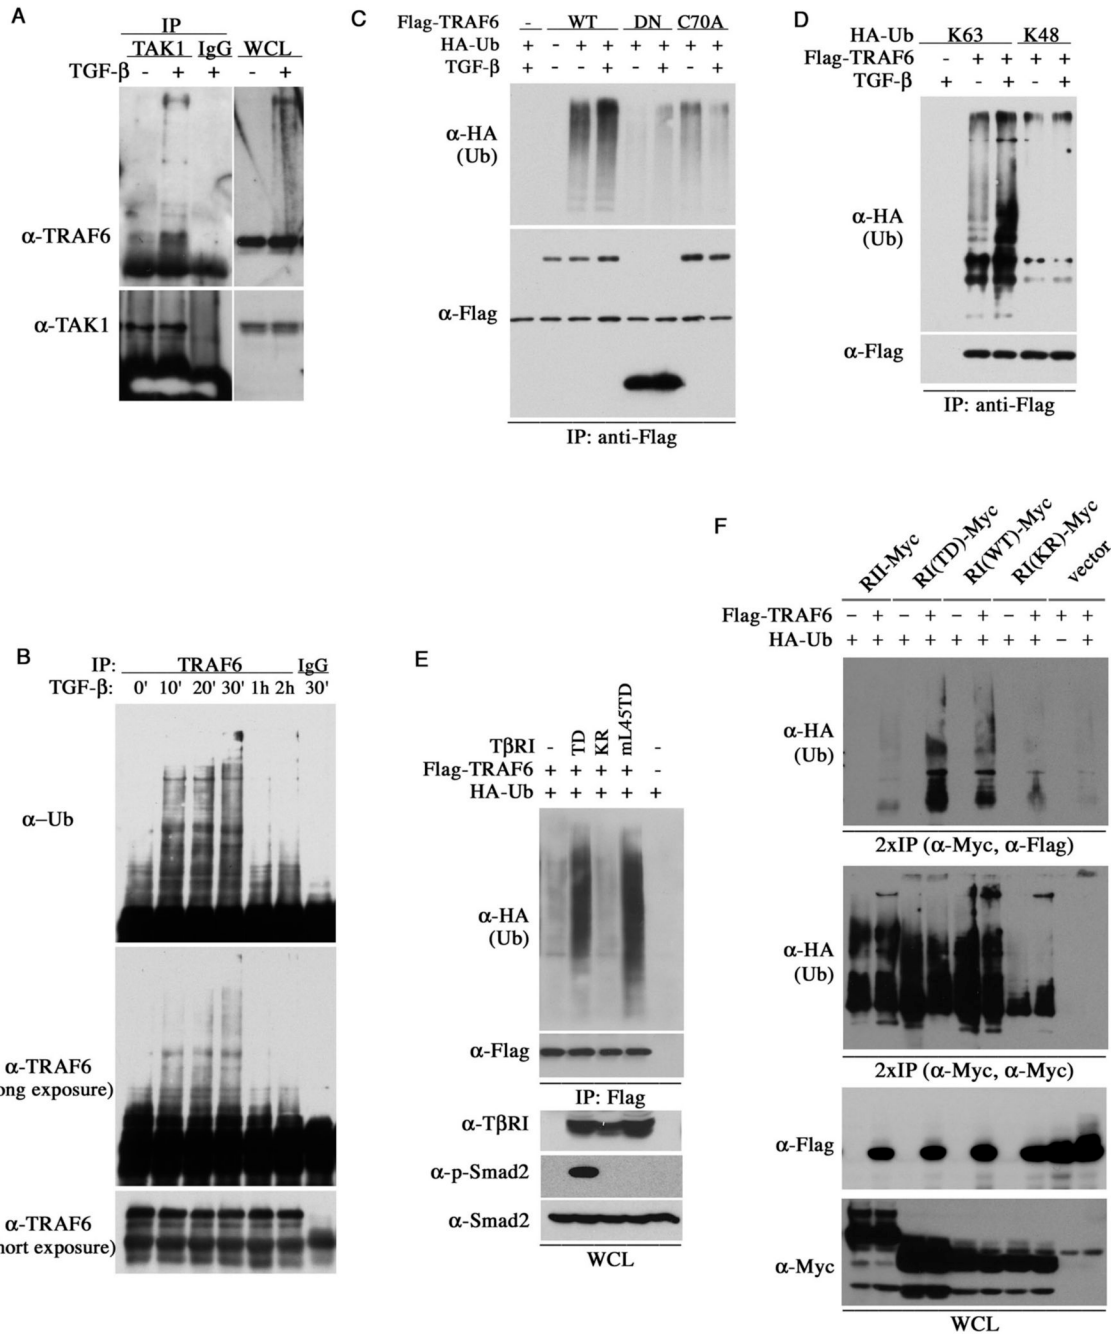 A
IP
TAK1 IgG WCL
TGF-β - + + - +
α-TRAF6
α-TAK1
C
Flag-TRAF6 - WT DN C70A
HA-Ub + + + + + + + +
TGF-β + - - + - + - +
α-HA
(Ub)
α-Flag
IP: anti-Flag
D
HA-Ub K63 K48
Flag-TRAF6 - + + + +
TGF-β - - + - +
α-HA
(Ub)
α-Flag
IP: anti-Flag
B
IP: TRAF6 IgG
TGF-β: 0' 10' 20' 30' 1h 2h 30'
α–Ub
α-TRAF6
ong exposure)
α-TRAF6
hort exposure)
E
TβRI - TD KR mL45TD -
Flag-TRAF6 + + + + -
HA-Ub + + + + +
α-HA
(Ub)
α-Flag
IP: Flag
α-TβRI
α-p-Smad2
α-Smad2
WCL
F
RII-Myc RI(TD)-Myc RI(WT)-Myc RI(KR)-Myc vector
Flag-TRAF6 – + – + – + – + + +
HA-Ub + + + + + + + + – +
α-HA
(Ub)
2xIP (α-Myc, α-Flag)
α-HA
(Ub)
2xIP (α-Myc, α-Myc)
α-Flag
α-Myc
WCL